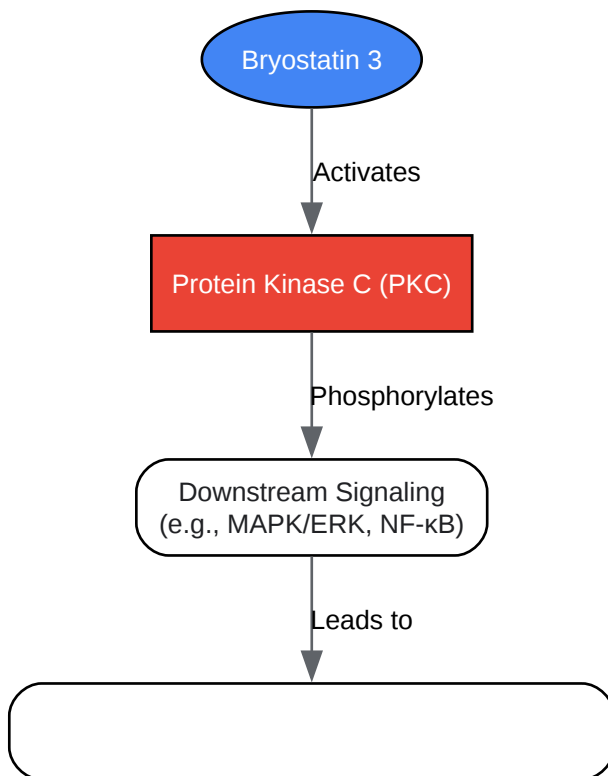 Bryostatin 3
Activates
Protein Kinase C (PKC)
Phosphorylates
Downstream Signaling
(e.g., MAPK/ERK, NF-κB)
Leads to